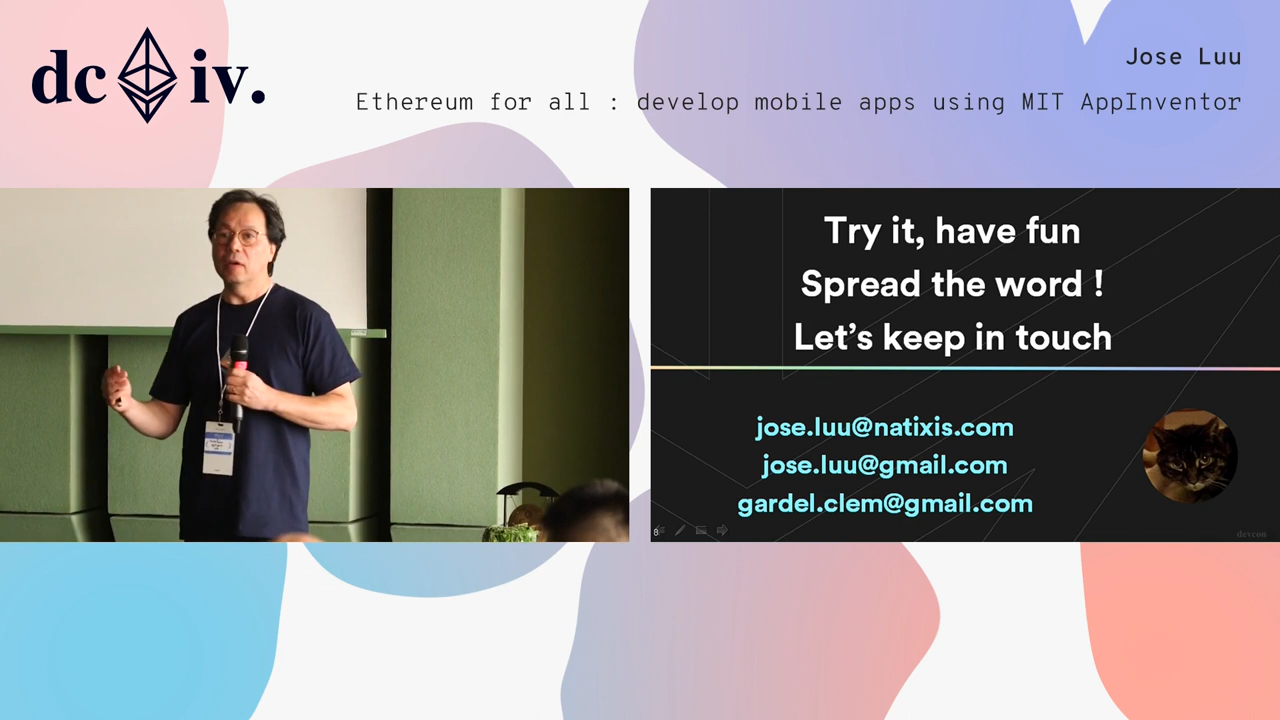 dc iv.
Jose Luu
Ethereum for all : develop mobile apps using MIT AppInventor
Try it, have fun
Spread the word !
Let’s keep in touch
jose.luu@natixis.com
jose.luu@gmail.com
gardel.clem@gmail.com
8
devcon